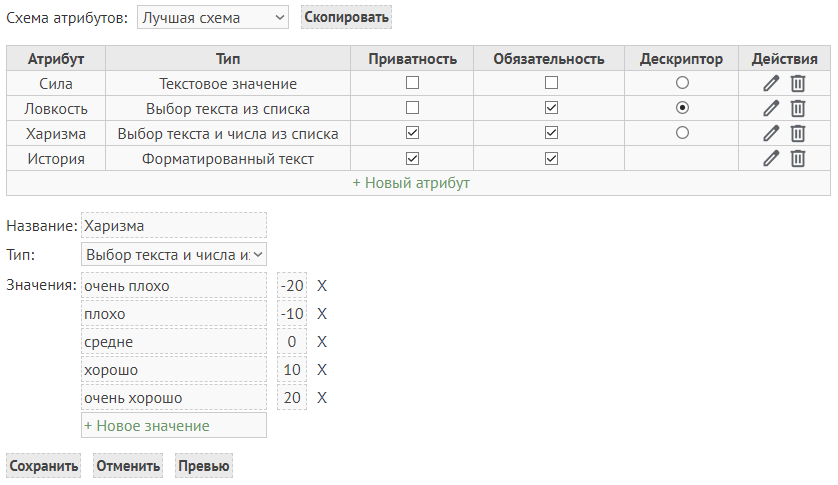 Схема атрибутов: Лучшая схема Скопировать
Атрибут Тип Приватность Обязательность Дескриптор Действия
Сила Текстовое значение
Ловкость Выбор текста из списка
Харизма Выбор текста и числа из списка
История Форматированный текст
+ Новый атрибут
Название: Харизма
Тип: Выбор текста и числа из
Значения: очень плохо -20 X
плохо -10 X
средне 0 X
хорошо 10 X
очень хорошо 20 X
+ Новое значение
Сохранить Отменить Превью